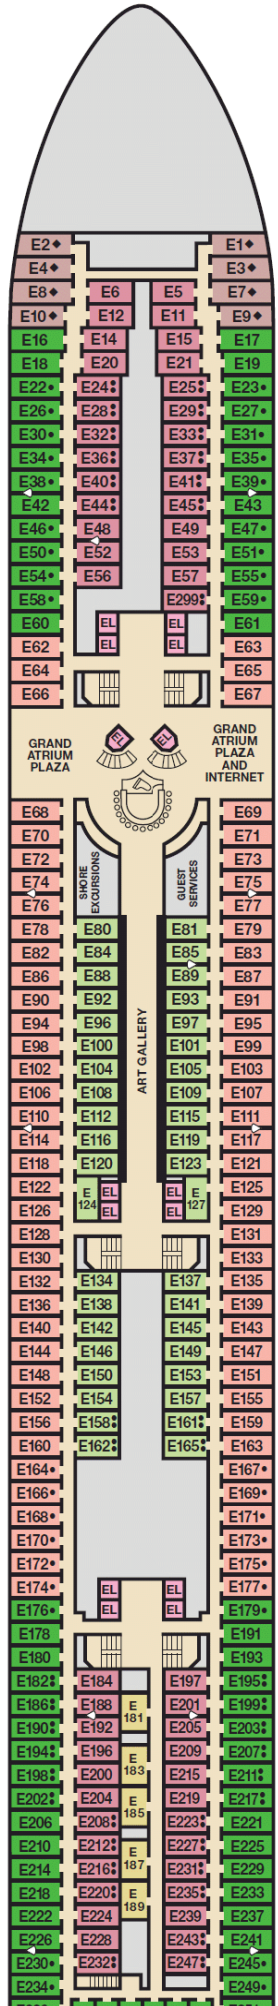 E2◆ E1◆
E4◆ E3◆
E8◆ E6 E5 E7◆
E10◆ E12 E11 E9◆
E16 E14 E15 E17
E18 E20 E21 E19
E22• E24: E25: E23•
E26• E28: E29: E27•
E30• E32: E33: E31•
E34• E36: E37: E35•
E38• E40: E41: E39•
E42 E44: E45: E43
E46• E48 E49 E47•
E50• E52 E53 E51•
E54• E56 E57 E55•
E58• E299: E59•
E60 EL EL E61
E62 EL EL E63
E64 E65
E66 E67
GRAND
ATRIUM
PLAZA
EL EL
GRAND
ATRIUM
PLAZA
AND
INTERNET
E68 E69
E70 E71
E72 E73
E74 E75
E76 E77
SHORE
EXCURSIONS
GUEST
SERVICES
E78 E80 E81 E79
E82 E84 E85 E83
E86 E88 E89 E87
E90 E92 E93 E91
E94 E96 E97 E95
E98 E100 E101 E99
E102 E104 E105 E103
E106 E108 E109 E107
ART GALLERY
E110 E112 E115 E111
E114 E116 E119 E117
E118 E120 E123 E121
E122 E
124 EL EL E
127 E125
E126 EL EL E129
E128 E131
E130 E133
E132 E134 E137 E135
E136 E138 E141 E139
E140 E142 E145 E143
E144 E146 E149 E147
E148 E150 E153 E151
E152 E154 E157 E155
E156 E158: E161: E159
E160 E162: E165: E163
E164• E167•
E166• E169•
E168• E171•
E170• E173•
E172• E175•
E174• EL EL E177•
E176• EL EL E179•
E178 E191
E180 E193
E182: E184 E197 E195:
E186: E188 E
181 E201 E199:
E190: E192 E205 E203:
E194: E196 E
183 E209 E207:
E198: E200 E215 E211:
E202: E204 E
185 E219 E217:
E206 E208: E223: E221
E210 E212: E
187 E227: E225
E214 E216: E231: E229
E218 E220: E
189 E235: E233
E222 E224 E239 E237
E226 E228 E243: E241
E230• E232: E247: E245•
E234• E249•